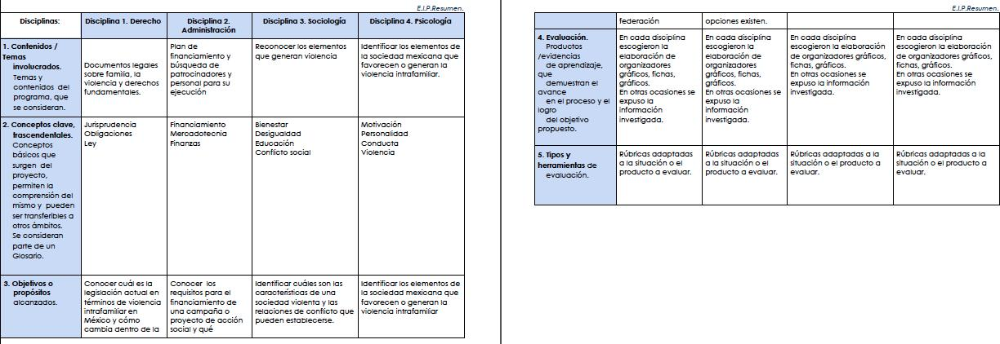 E.I.P.Resumen.
Disciplinas:
Disciplina 1. Derecho
Disciplina 2.
Administración
Disciplina 3. Sociología
Disciplina 4. Psicología
1. Contenidos /
Temas
involucrados.
Temas y
contenidos del
programa, que
se consideran.
Documentos legales
sobre familia, la
violencia y derechos
fundamentales.
Plan de
financiamiento y
búsqueda de
patrocinadores y
personal para su
ejecución
Reconocer los elementos
que generan violencia
Identificar los elementos de
la sociedad mexicana que
favorecen o generan la
violencia intrafamiliar.
2. Conceptos clave,
trascendentales.
Conceptos
básicos que
surgen del
proyecto,
permiten la
comprensión del
mismo y pueden
ser transferibles a
otros ámbitos.
Se consideran
parte de un
Glosario.
Jurisprudencia
Obligaciones
Ley
Financiamiento
Mercadotecnia
Finanzas
Bienestar
Desigualdad
Educación
Conflicto social
Motivación
Personalidad
Conducta
Violencia
3. Objetivos o
propósitos
alcanzados.
Conocer cuál es la
legislación actual en
términos de violencia
intrafamiliar en
México y cómo
cambia dentro de la
Conocer los
requisitos para el
financiamiento de
una campaña o
proyecto de acción
social y qué
Identificar cuáles son las
características de una
sociedad violenta y las
relaciones de conflicto que
pueden establecerse.
Identificar los elementos de
la sociedad mexicana que
favorecen o generan la
violencia intrafamiliar
E.I.P.Resumen.
federación
opciones existen.
4. Evaluación.
Productos
/evidencias
de aprendizaje,
que
demuestran el
avance
en el proceso y el
logro
del objetivo
propuesto.
En cada disciplina
escogieron la
elaboración de
organizadores
gráficos, fichas,
gráficos.
En otras ocasiones se
expuso la
información
investigada.
En cada disciplina
escogieron la
elaboración de
organizadores
gráficos, fichas,
gráficos.
En otras ocasiones se
expuso la
información
investigada.
En cada disciplina
escogieron la elaboración
de organizadores gráficos,
fichas, gráficos.
En otras ocasiones se
expuso la información
investigada.
En cada disciplina
escogieron la elaboración
de organizadores gráficos,
fichas, gráficos.
En otras ocasiones se
expuso la información
investigada.
5. Tipos y
herramientas de
evaluación.
Rúbricas adaptadas
a la situación o el
producto a evaluar.
Rúbricas adaptadas
a la situación o el
producto a evaluar.
Rúbricas adaptadas a la
situación o el producto a
evaluar.
Rúbricas adaptadas a la
situación o el producto a
evaluar.